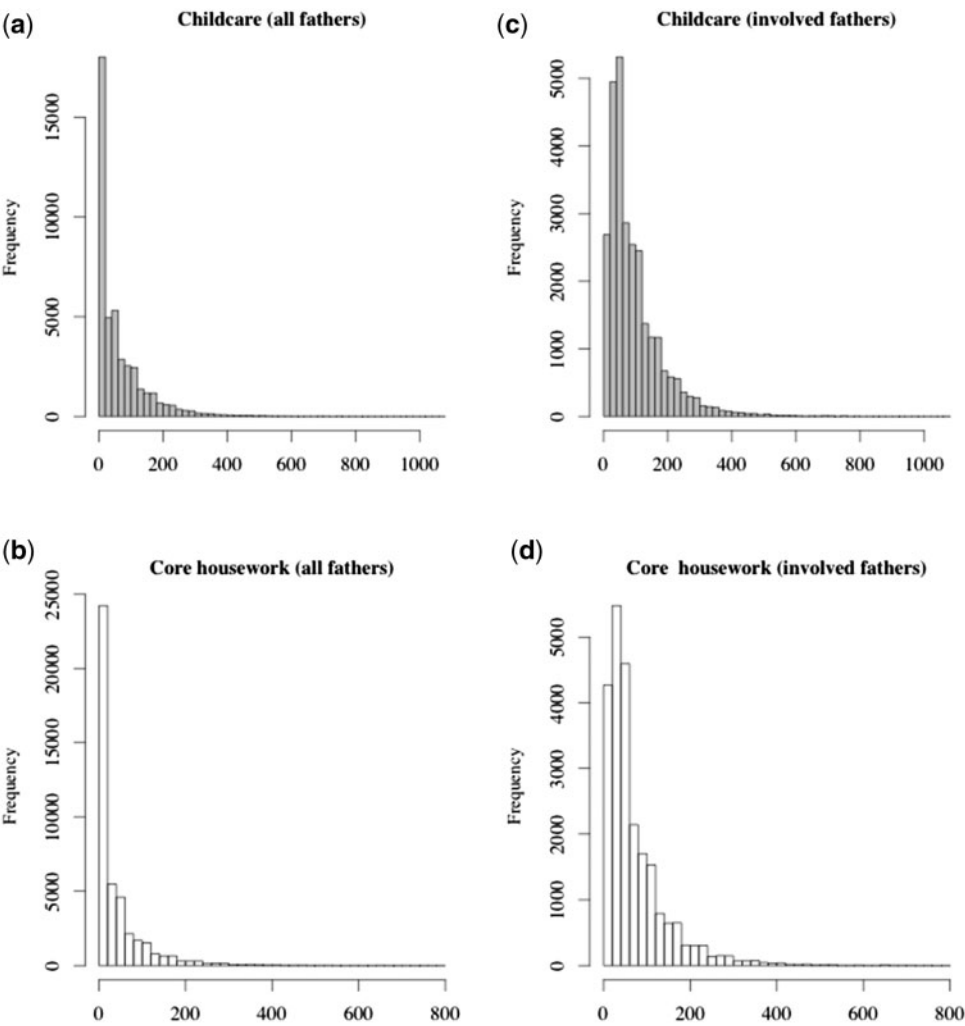 (a)
Childcare (all fathers)
Frequency
15000
10000
5000
0
0 200 400 600 800 1000
(c)
Childcare (involved fathers)
Frequency
5000
4000
3000
2000
1000
0
0 200 400 600 800 1000
(b)
Core housework (all fathers)
Frequency
25000
20000
15000
10000
5000
0
0 200 400 600 800
(d)
Core housework (involved fathers)
Frequency
5000
4000
3000
2000
1000
0
0 200 400 600 800